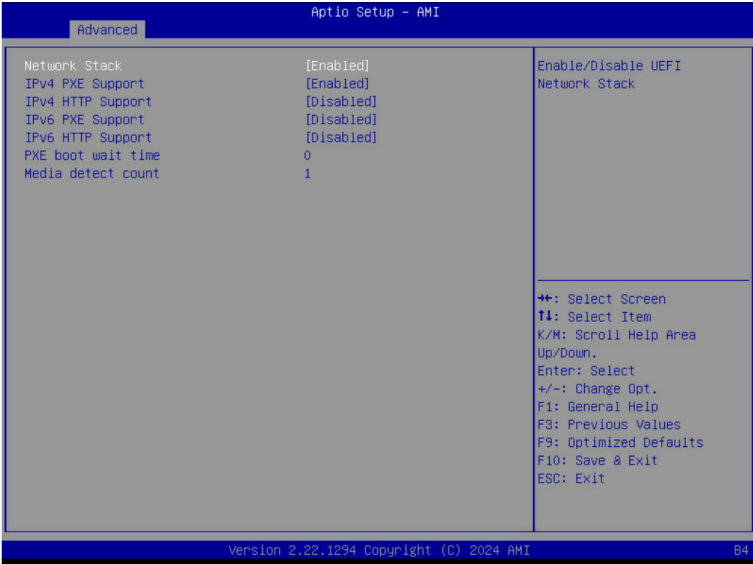 Aptio Setup – AMI
Advanced
Network Stack [Enabled]
IPv4 PXE Support [Enabled]
IPv4 HTTP Support [Disabled]
IPv6 PXE Support [Disabled]
IPv6 HTTP Support [Disabled]
PXE boot wait time 0
Media detect count 1
Enable/Disable UEFI
Network Stack
→←: Select Screen
↑↓: Select Item
K/M: Scroll Help Area
Up/Down.
Enter: Select
+/-: Change Opt.
F1: General Help
F3: Previous Values
F9: Optimized Defaults
F10: Save & Exit
ESC: Exit
Version 2.22.1294 Copyright (C) 2024 AMI
B4